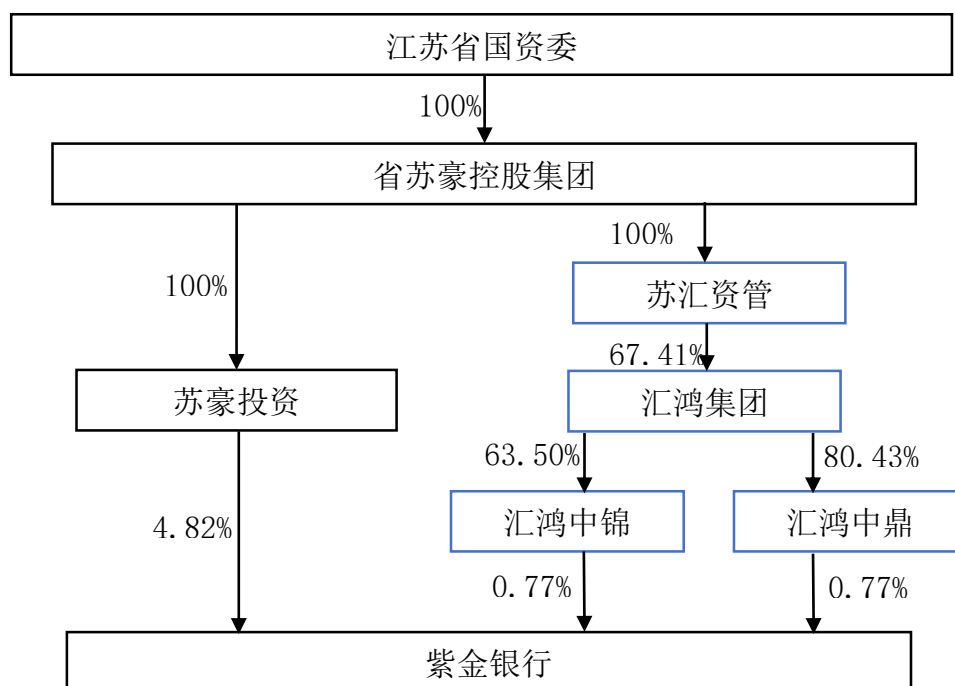 江苏省国资委
100%
省苏豪控股集团
100%
100%
苏汇资管
67.41%
苏豪投资
汇鸿集团
63.50%
80.43%
4.82%
汇鸿中锦
汇鸿中鼎
0.77%
0.77%
紫金银行